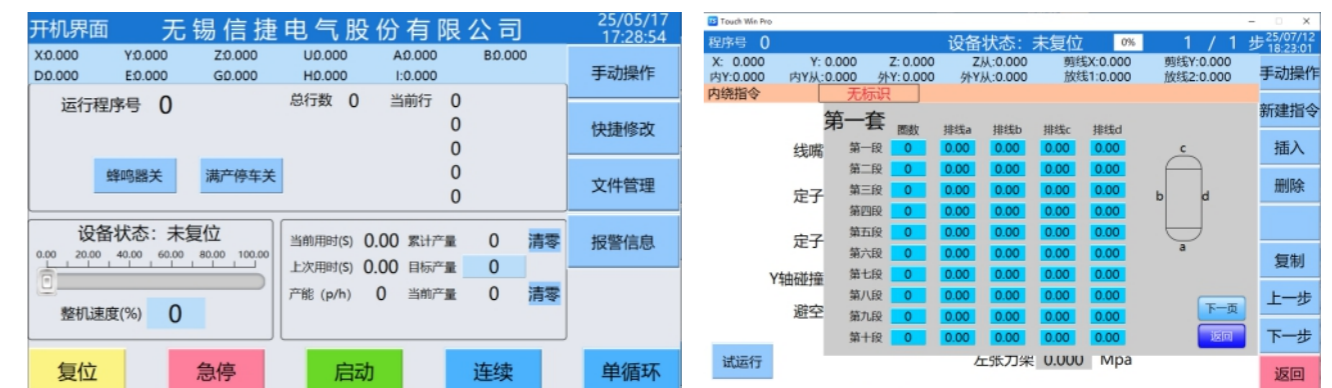 开机界面 无锡信捷电气股份有限公司 25/05/17
17:28:54
X:0.000 Y:0.000 Z:0.000 U:0.000 A:0.000 B:0.000
D:0.000 E:0.000 G:0.000 H:0.000 I:0.000
手动操作
运行程序号 0 总行数 0 当前行 0
0
快捷修改
0
蜂鸣器关 满产停车关 0
文件管理
0
设备状态：未复位
0.00 20.00 40.00 60.00 80.00 100.00
整机速度(%) 0
当前用时(S) 0.00 累计产量 0 清零
上次用时(S) 0.00 目标产量 0
产能 (p/h) 0 当前产量 0 清零
报警信息
复位 急停 启动 连续 单循环
Touch Win Pro
程序号 0 设备状态：未复位 0% 1 / 1 步 25/07/12
18:23:01
X: 0.000 Y: 0.000 Z: 0.000 Z从:0.000 剪线X:0.000 剪线Y:0.000
内Y:0.000 内Y从:0.000 外Y:0.000 外Y从:0.000 放线1:0.000 放线2:0.000
手动操作
内绕指令 无标识
新建指令
第一套 圈数 排线a 排线b 排线c 排线d
线嘴 第一段 0 0.00 0.00 0.00 0.00 c
插入
第二段 0 0.00 0.00 0.00 0.00
定子 第三段 0 0.00 0.00 0.00 0.00 b d
删除
第四段 0 0.00 0.00 0.00 0.00
定子 第五段 0 0.00 0.00 0.00 0.00 a
第六段 0 0.00 0.00 0.00 0.00
复制
Y轴碰撞 第七段 0 0.00 0.00 0.00 0.00
第八段 0 0.00 0.00 0.00 0.00 下一页
上一步
避空 第九段 0 0.00 0.00 0.00 0.00
第十段 0 0.00 0.00 0.00 0.00 返回
下一步
试运行 左张力架 0.000 Mpa
返回